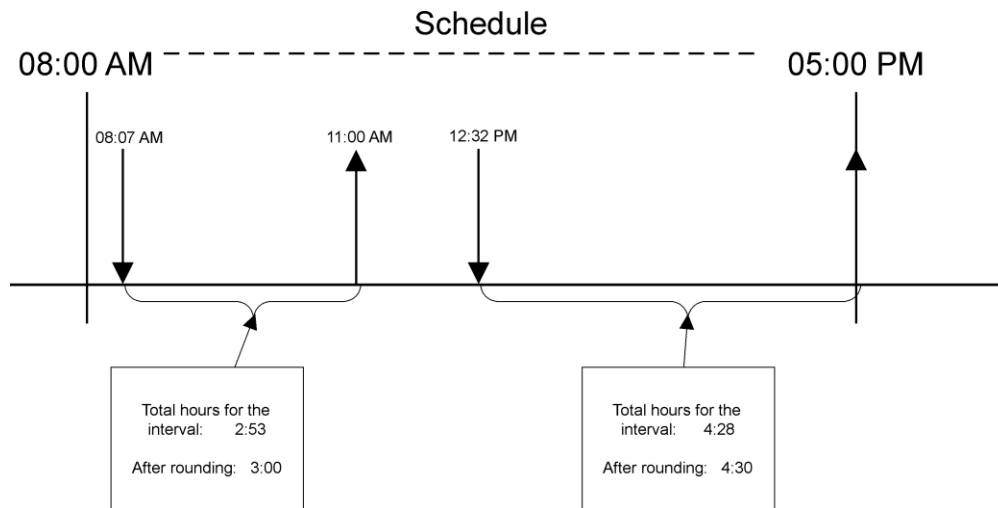 Schedule
08:00 AM
05:00 PM
08:07 AM
11:00 AM
12:32 PM
Total hours for the
interval: 2:53
After rounding: 3:00
Total hours for the
interval: 4:28
After rounding: 4:30